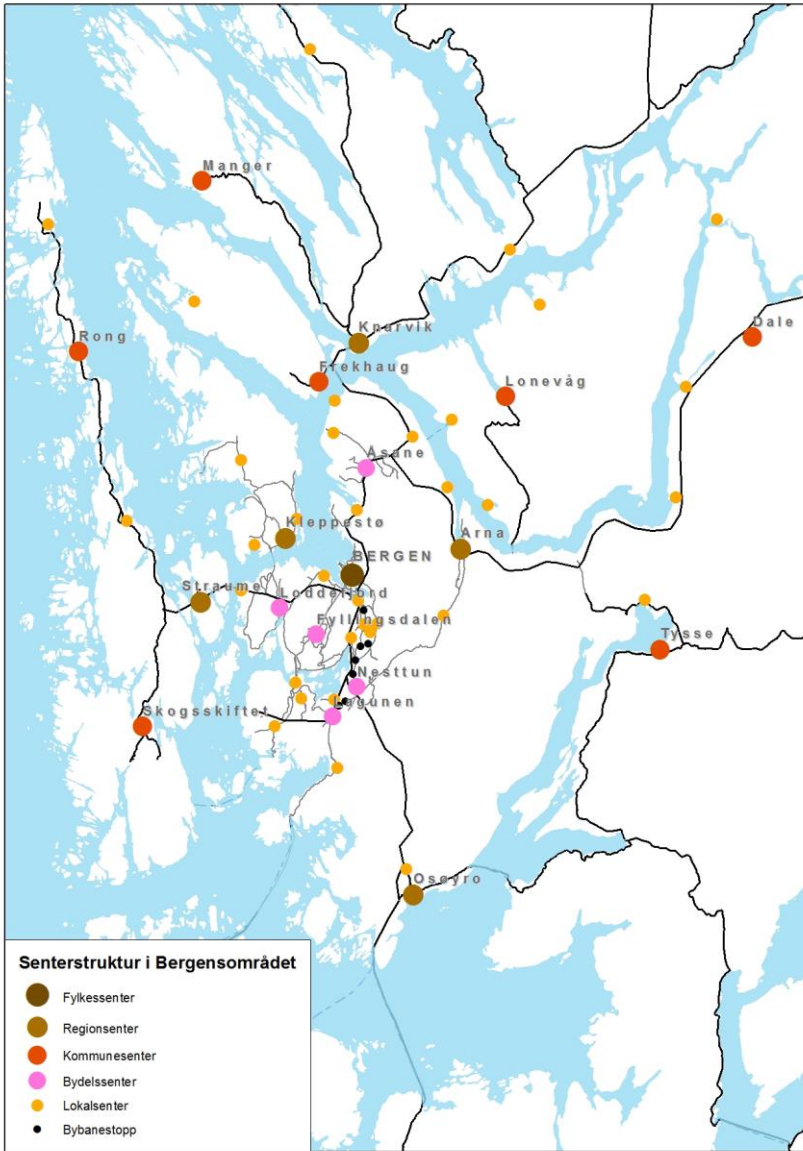 Manger
Knarvik
Rong
Dale
Frekhaug
Lonevåg
Åsane
Kleppestø
Arna
BERGEN
Straume
Loddefjord
Fyllingsdalen
Tysse
Nesttun
Lagunen
Skogsskiftet
Osøyro
Senterstruktur i Bergensområdet
Fylkessenter
Regionsenter
Kommunesenter
Bydelssenter
Lokalsenter
Bybanestopp